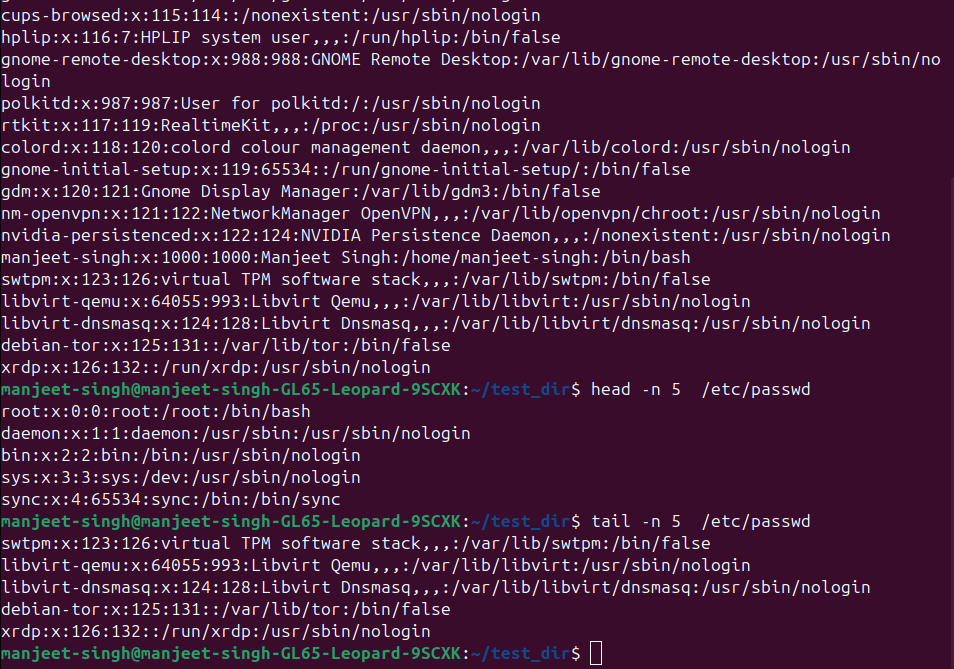 cups-browsed:x:115:114::/nonexistent:/usr/sbin/nologin
hplip:x:116:7:HPLIP system user,,,:/run/hplip:/bin/false
gnome-remote-desktop:x:988:988:GNOME Remote Desktop:/var/lib/gnome-remote-desktop:/usr/sbin/no
login
polkitd:x:987:987:User for polkitd:/:/usr/sbin/nologin
rtkit:x:117:119:RealtimeKit,,,:/proc:/usr/sbin/nologin
colord:x:118:120:colord colour management daemon,,,:/var/lib/colord:/usr/sbin/nologin
gnome-initial-setup:x:119:65534::/run/gnome-initial-setup/:/bin/false
gdm:x:120:121:Gnome Display Manager:/var/lib/gdm3:/bin/false
nm-openvpn:x:121:122:NetworkManager OpenVPN,,,:/var/lib/openvpn/chroot:/usr/sbin/nologin
nvidia-persistenced:x:122:124:NVIDIA Persistence Daemon,,,:/nonexistent:/usr/sbin/nologin
manjeet-singh:x:1000:1000:Manjeet Singh:/home/manjeet-singh:/bin/bash
swtpm:x:123:126:virtual TPM software stack,,,:/var/lib/swtpm:/bin/false
libvirt-qemu:x:64055:993:Libvirt Qemu,,,:/var/lib/libvirt:/usr/sbin/nologin
libvirt-dnsmasq:x:124:128:Libvirt Dnsmasq,,,:/var/lib/libvirt/dnsmasq:/usr/sbin/nologin
debian-tor:x:125:131::/var/lib/tor:/bin/false
xrdp:x:126:132::/run/xrdp:/usr/sbin/nologin
manjeet-singh@manjeet-singh-GL65-Leopard-9SCXK:~/test_dir$ head -n 5  /etc/passwd
root:x:0:0:root:/root:/bin/bash
daemon:x:1:1:daemon:/usr/sbin:/usr/sbin/nologin
bin:x:2:2:bin:/bin:/usr/sbin/nologin
sys:x:3:3:sys:/dev:/usr/sbin/nologin
sync:x:4:65534:sync:/bin:/bin/sync
manjeet-singh@manjeet-singh-GL65-Leopard-9SCXK:~/test_dir$ tail -n 5  /etc/passwd
swtpm:x:123:126:virtual TPM software stack,,,:/var/lib/swtpm:/bin/false
libvirt-qemu:x:64055:993:Libvirt Qemu,,,:/var/lib/libvirt:/usr/sbin/nologin
libvirt-dnsmasq:x:124:128:Libvirt Dnsmasq,,,:/var/lib/libvirt/dnsmasq:/usr/sbin/nologin
debian-tor:x:125:131::/var/lib/tor:/bin/false
xrdp:x:126:132::/run/xrdp:/usr/sbin/nologin
manjeet-singh@manjeet-singh-GL65-Leopard-9SCXK:~/test_dir$